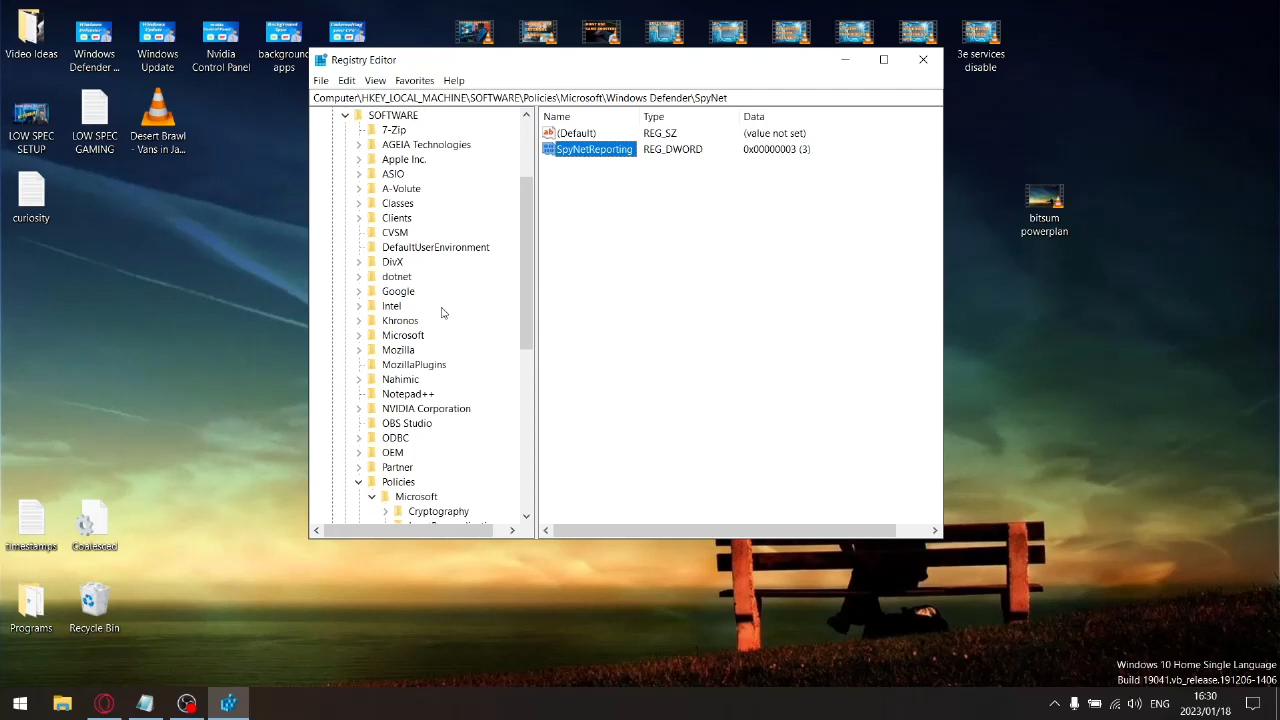 Video Ideas
Windows Defender ...
Windows Update
Nvidia Control Panel
background apps
3e services disable
LOW SPEC SETUP
LOW SPEC GAMING
Desert Brawl - Vans in Ja...
curiosity
bitsum powerplan
Registry Editor
File Edit View Favorites Help
Computer\HKEY_LOCAL_MACHINE\SOFTWARE\Policies\Microsoft\Windows Defender\SpyNet
SOFTWARE
7-Zip
AGEIA Technologies
Apple Inc.
ASIO
A-Volute
Classes
Clients
CVSM
DefaultUserEnvironment
DivX
dotnet
Google
Intel
Khronos
Microsoft
Mozilla
MozillaPlugins
Nahimic
Notepad++
NVIDIA Corporation
OBS Studio
ODBC
OEM
Partner
Policies
Microsoft
Cryptography
Name Type Data
(Default) REG_SZ (value not set)
SpyNetReporting REG_DWORD 0x00000003 (3)
timestamps
Coalesced
Programs
Recycle Bin
Windows 10 Home Single Language
Build 19041.vb_release.191206-1406
ENG
16:30
2023/01/18